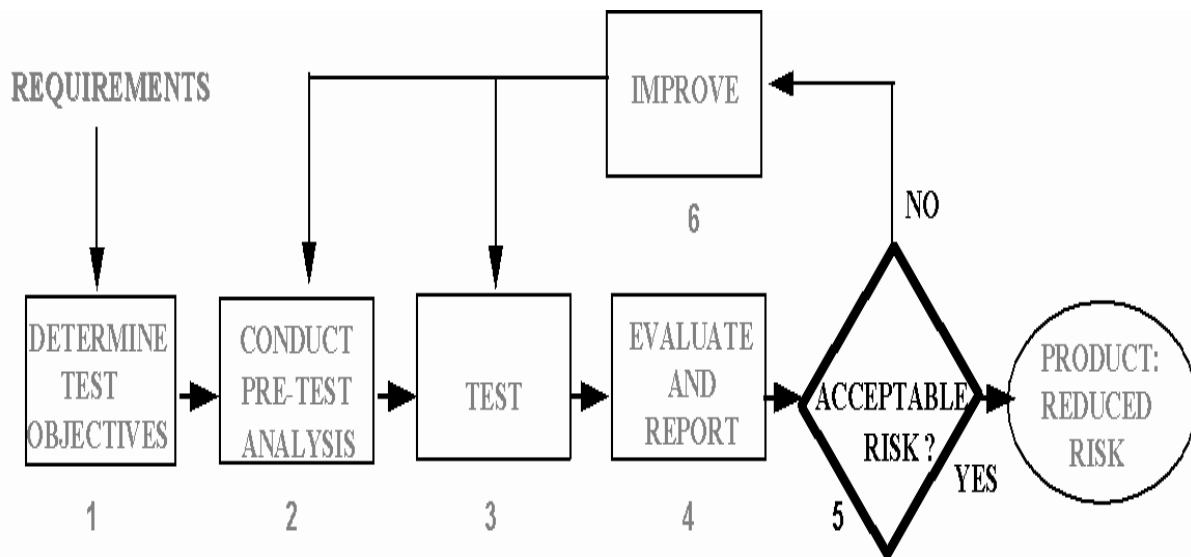 REQUIREMENTS
IMPROVE
6
NO
DETERMINE
TEST
OBJECTIVES
CONDUCT
PRE-TEST
ANALYSIS
TEST
EVALUATE
AND
REPORT
ACCEPTABLE
RISK ?
YES
PRODUCT:
REDUCED
RISK
1
2
3
4
5